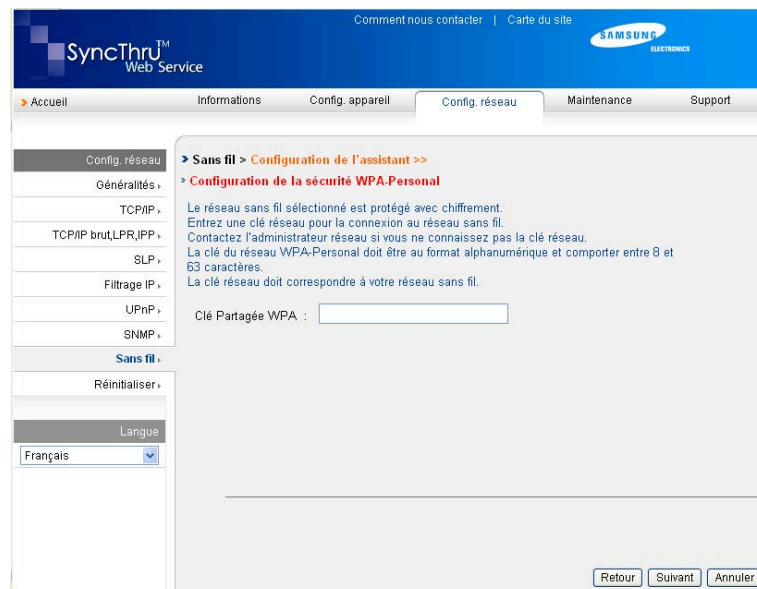 Comment nous contacter | Carte du site
SAMSUNG
ELECTRONICS
SyncThru™
Web Service
> Accueil
Informations
Config. appareil
Config. réseau
Maintenance
Support
Config. réseau
Généralités
TCP/IP
TCP/IP brut,LPR,IPP
SLP
Filtrage IP
UPnP
SNMP
Sans fil
Réinitialiser
Langue
Français
> Sans fil > Configuration de l'assistant >>
> Configuration de la sécurité WPA-Personal
Le réseau sans fil sélectionné est protégé avec chiffrement.
Entrez une clé réseau pour la connexion au réseau sans fil.
Contactez l'administrateur réseau si vous ne connaissez pas la clé réseau.
La clé du réseau WPA-Personal doit être au format alphanumérique et comporter entre 8 et
63 caractères.
La clé réseau doit correspondre à votre réseau sans fil.
Clé Partagée WPA :
Retour
Suivant
Annuler